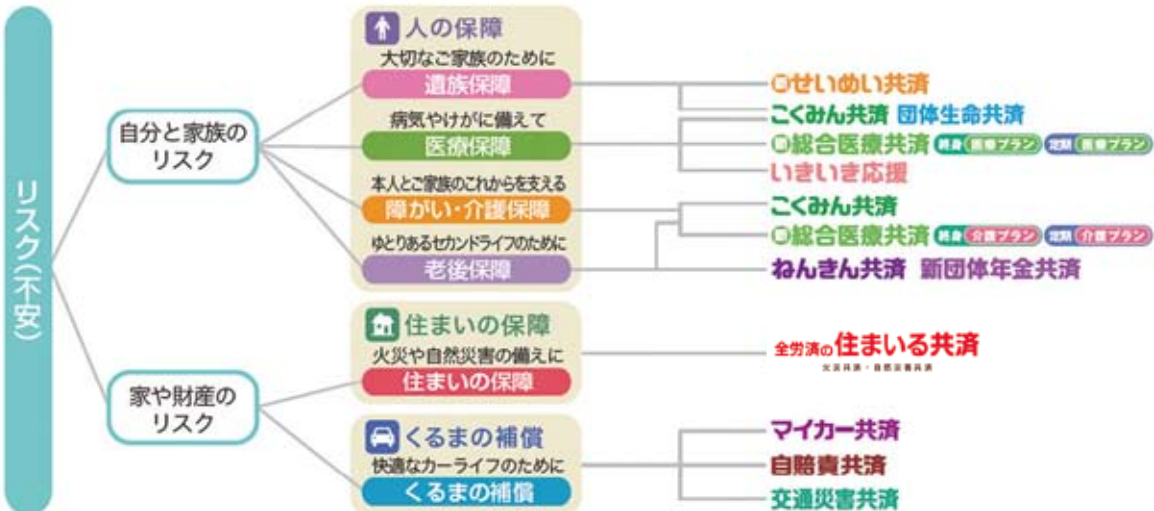 リスク(不安)
自分と家族の
リスク
人の保障
大切なご家族のために
遺族保障
病気やけがに備えて
医療保障
本人とご家族のこれからを支える
障がい・介護保障
ゆとりあるセカンドライフのために
老後保障
せいめい共済
こくみん共済 団体生命共済
総合医療共済 終身 医療プラン 定期 医療プラン
いきいき応援
こくみん共済
総合医療共済 終身 介護プラン 定期 介護プラン
ねんきん共済 新団体年金共済
家や財産の
リスク
住まいの保障
火災や自然災害の備えに
住まいの保障
全労済の住まいる共済
火災共済・自然災害共済
くるまの補償
快適なカーライフのために
くるまの補償
マイカー共済
自賠責共済
交通災害共済